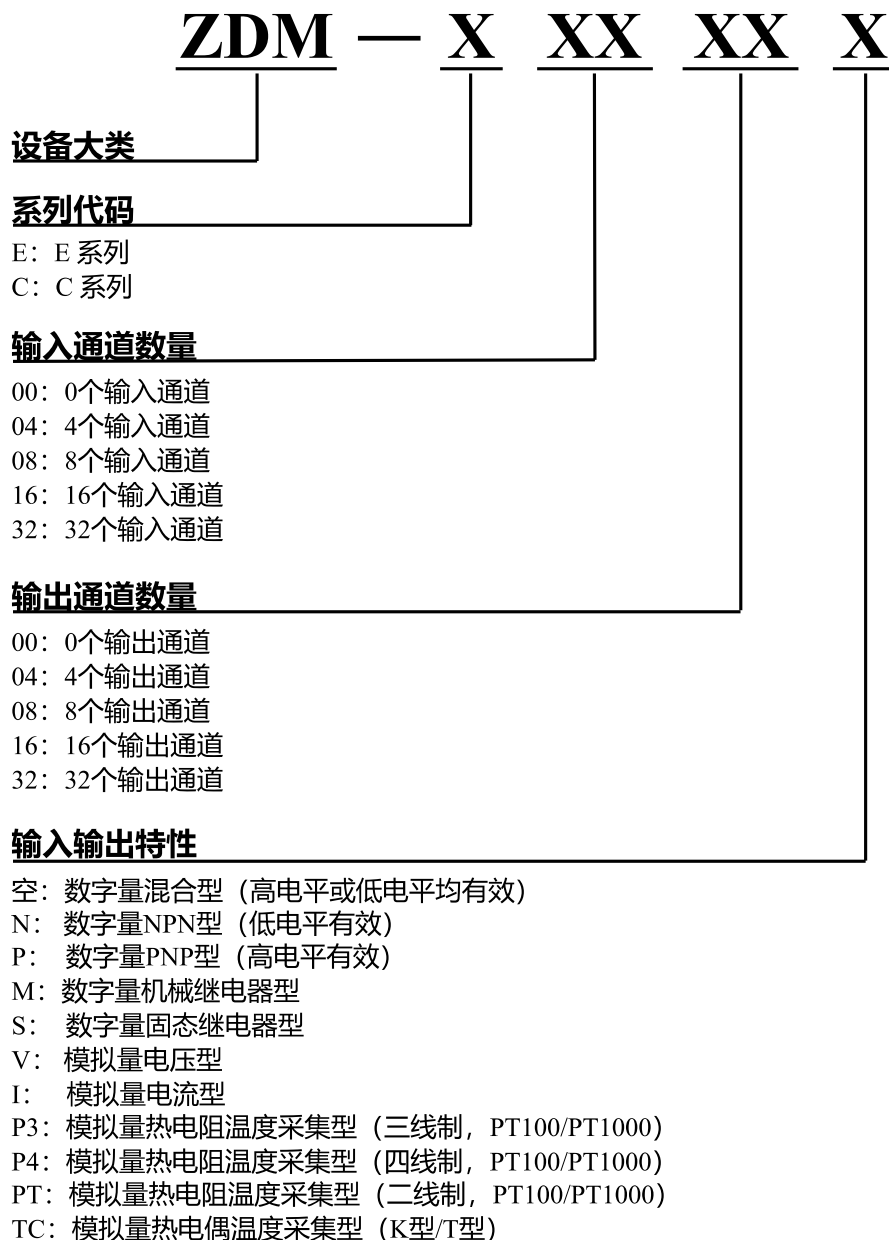 ZDM — X XX XX X
设备大类
系列代码
E：E 系列
C：C 系列
输入通道数量
00：0个输入通道
04：4个输入通道
08：8个输入通道
16：16个输入通道
32：32个输入通道
输出通道数量
00：0个输出通道
04：4个输出通道
08：8个输出通道
16：16个输出通道
32：32个输出通道
输入输出特性
空：数字量混合型（高电平或低电平均有效）
N：数字量NPN型（低电平有效）
P： 数字量PNP型（高电平有效）
M：数字量机械继电器型
S： 数字量固态继电器型
V： 模拟量电压型
I： 模拟量电流型
P3：模拟量热电阻温度采集型（三线制，PT100/PT1000）
P4：模拟量热电阻温度采集型（四线制，PT100/PT1000）
PT：模拟量热电阻温度采集型（二线制，PT100/PT1000）
TC：模拟量热电偶温度采集型（K型/T型）